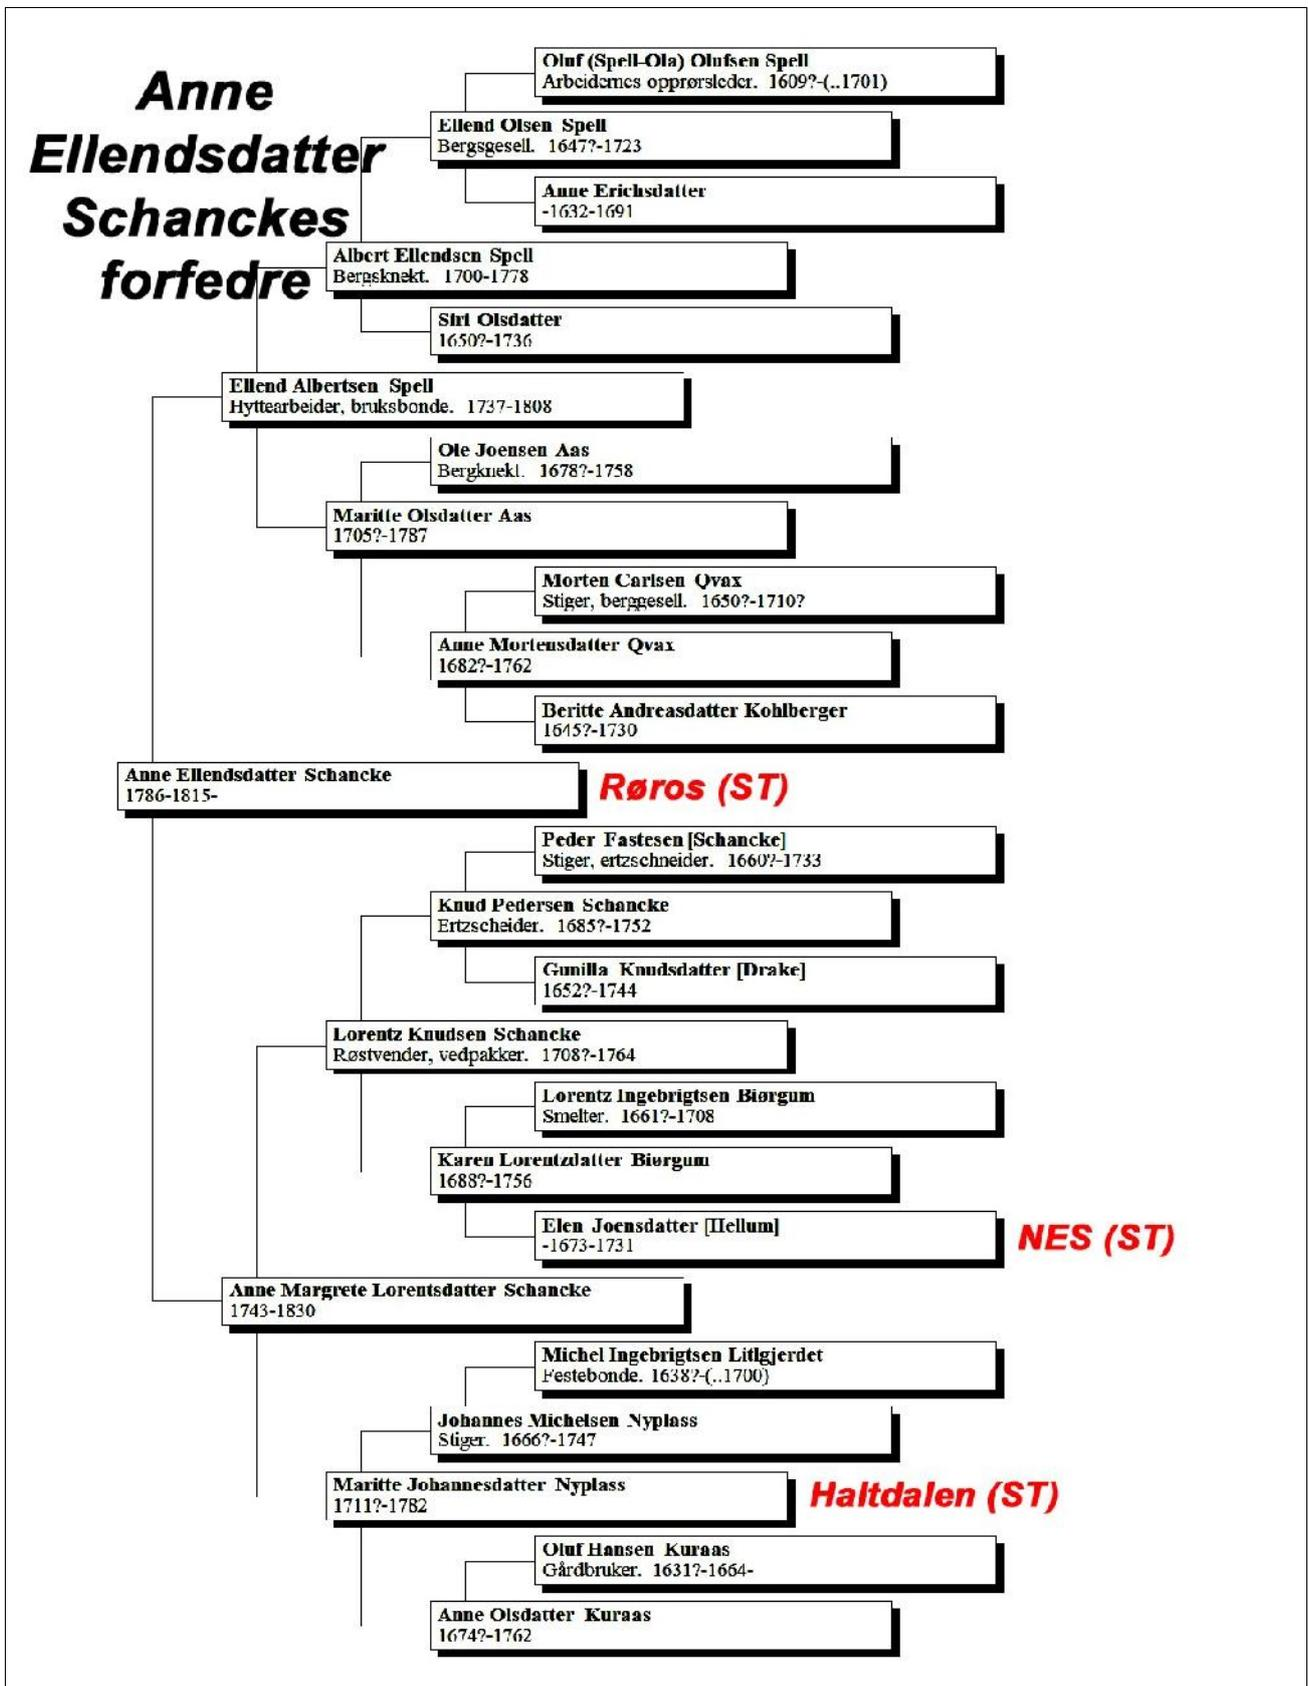 Anne
Ellendsdatter
Schanckes
forfedre
Oluf (Spell-Ola) Olufsen Spell
Arbeidernes opprørsleder. 1609?-(..1701)
Ellend Olsen Spell
Bergsgesell. 1647?-1723
Anne Erichsdatter
-1632-1691
Albert Ellendsen Spell
Bergsknekt. 1700-1778
Siri Olsdatter
1650?-1736
Ellend Albertsen Spell
Hyttearbeider, bruksbonde. 1737-1808
Ole Joensen Aas
Bergknekt. 1678?-1758
Maritte Olsdatter Aas
1705?-1787
Morten Carlsen Qvax
Stiger, berggesell. 1650?-1710?
Anne Mortensdatter Qvax
1682?-1762
Beritte Andreasdatter Kohlberger
1645?-1730
Anne Ellendsdatter Schancke
1786-1815-
Røros (ST)
Peder Fastesen [Schancke]
Stiger, ertzschneider. 1660?-1733
Knud Pedersen Schancke
Ertzscheider. 1685?-1752
Gunilla Knudsdatter [Drake]
1652?-1744
Lorentz Knudsen Schancke
Røstvender, vedpakker. 1708?-1764
Lorentz Ingebrigtsen Biørgum
Smelter. 1661?-1708
Karen Lorentzdatter Biørgum
1688?-1756
Elen Joensdatter [Hellum]
-1673-1731
NES (ST)
Anne Margrete Lorentsdatter Schancke
1743-1830
Michel Ingebrigtsen Litlgjerdet
Festebonde. 1638?-(..1700)
Johannes Michelsen Nyplass
Stiger. 1666?-1747
Maritte Johannesdatter Nyplass
1711?-1782
Haltdalen (ST)
Oluf Hansen Kuraas
Gårdbruker. 1631?-1664-
Anne Olsdatter Kuraas
1674?-1762